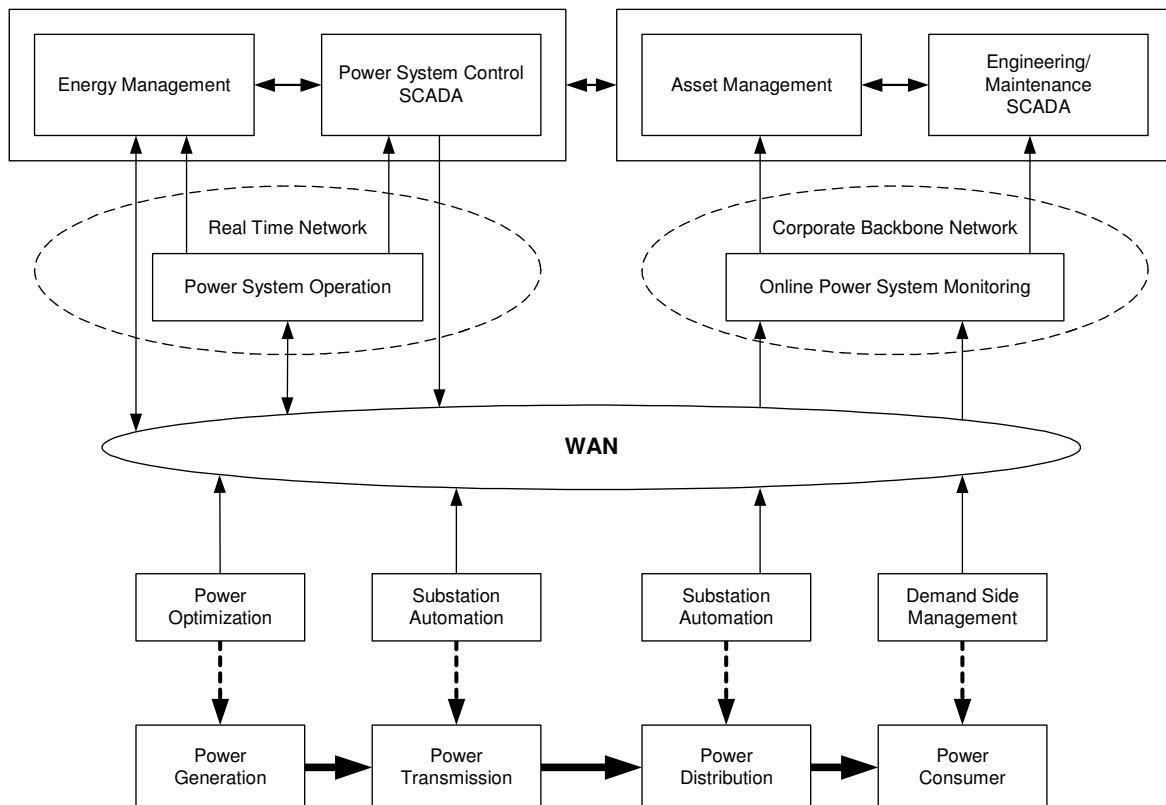 Energy Management
Power System Control
SCADA
Asset Management
Engineering/
Maintenance
SCADA
Real Time Network
Corporate Backbone Network
Power System Operation
Online Power System Monitoring
WAN
Power
Optimization
Substation
Automation
Substation
Automation
Demand Side
Management
Power
Generation
Power
Transmission
Power
Distribution
Power
Consumer